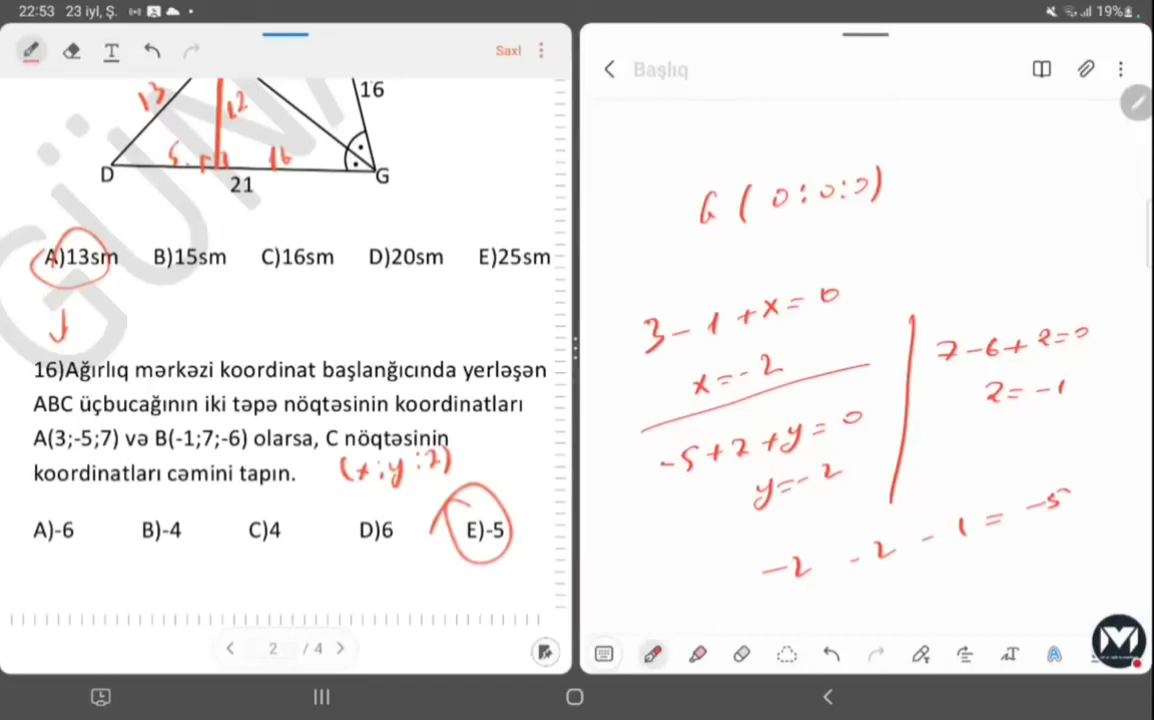 22:53 23 iyl, Ş.
19%
Saxl
Başlıq
13
12
16
5
16
D
21
G
GÜN
A)13sm B)15sm C)16sm D)20sm E)25sm
16)Ağırlıq mərkəzi koordinat başlanğıcında yerləşən
ABC üçbucağının iki təpə nöqtəsinin koordinatları
A(3;-5;7) və B(-1;7;-6) olarsa, C nöqtəsinin
koordinatları cəmini tapın.
(x;y;z)
A)-6 B)-4 C)4 D)6 E)-5
2 / 4
G(0:0:0)
3-1+x=0
x=-2
-5+7+y=0
y=-2
7-6+z=0
z=-1
-2-2-1=-5